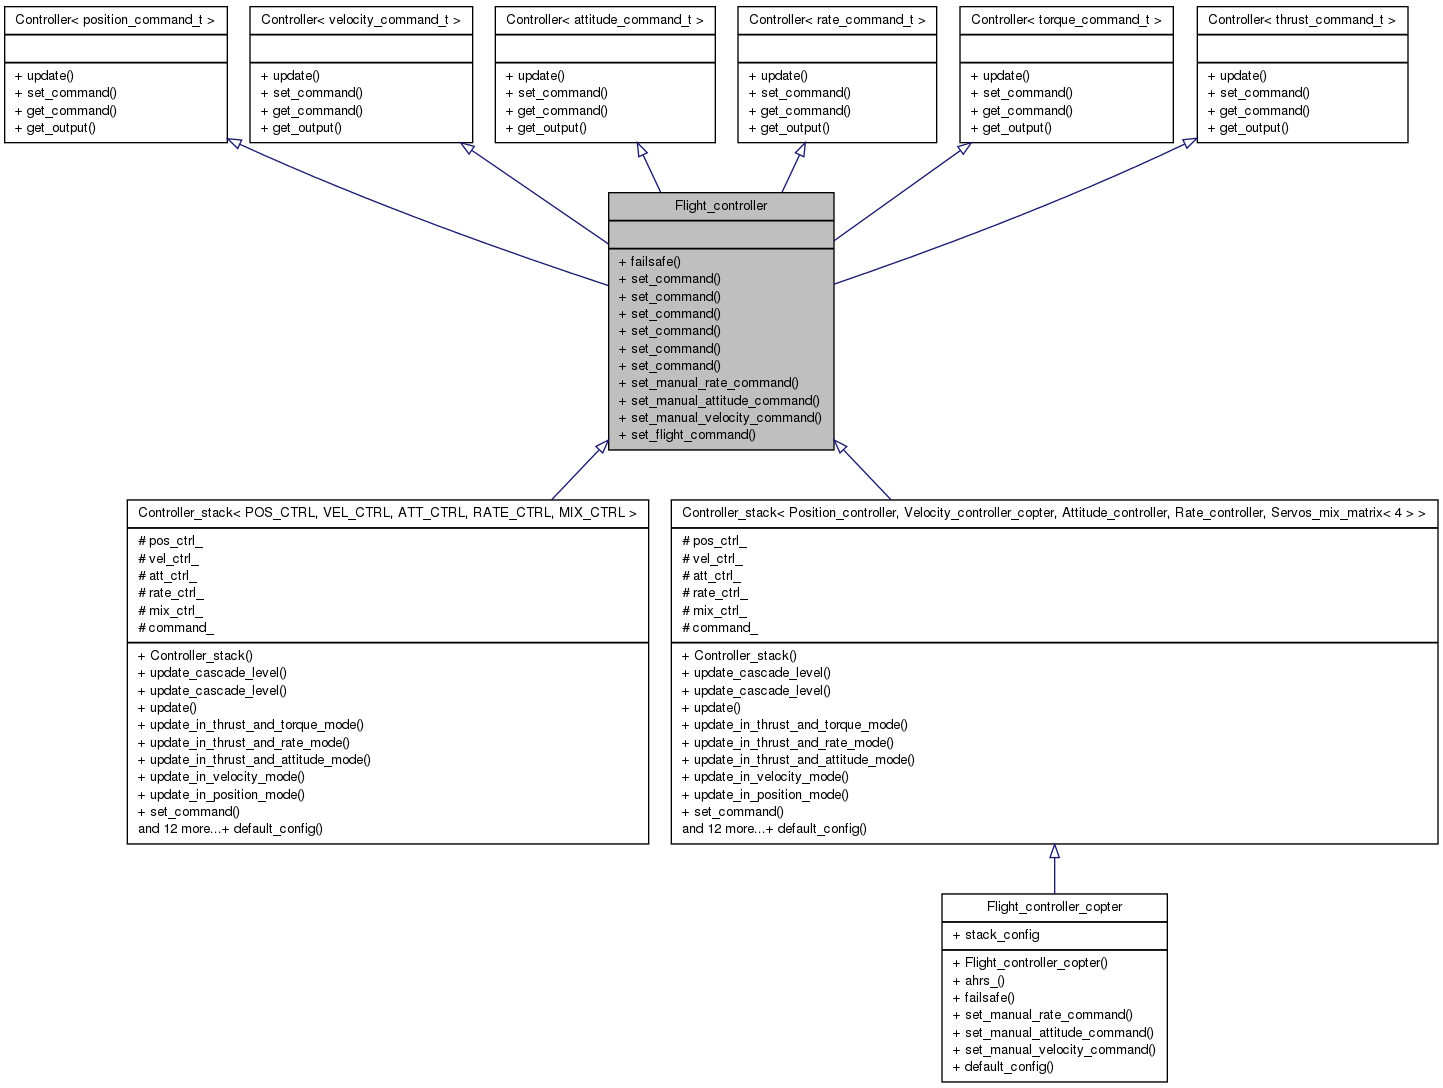 Controller< position_command_t >
+ update()
+ set_command()
+ get_command()
+ get_output()
Controller< velocity_command_t >
+ update()
+ set_command()
+ get_command()
+ get_output()
Controller< attitude_command_t >
+ update()
+ set_command()
+ get_command()
+ get_output()
Controller< rate_command_t >
+ update()
+ set_command()
+ get_command()
+ get_output()
Controller< torque_command_t >
+ update()
+ set_command()
+ get_command()
+ get_output()
Controller< thrust_command_t >
+ update()
+ set_command()
+ get_command()
+ get_output()
Flight_controller
+ failsafe()
+ set_command()
+ set_command()
+ set_command()
+ set_command()
+ set_command()
+ set_command()
+ set_manual_rate_command()
+ set_manual_attitude_command()
+ set_manual_velocity_command()
+ set_flight_command()
Controller_stack< POS_CTRL, VEL_CTRL, ATT_CTRL, RATE_CTRL, MIX_CTRL >
# pos_ctrl_
# vel_ctrl_
# att_ctrl_
# rate_ctrl_
# mix_ctrl_
# command_
+ Controller_stack()
+ update_cascade_level()
+ update_cascade_level()
+ update()
+ update_in_thrust_and_torque_mode()
+ update_in_thrust_and_rate_mode()
+ update_in_thrust_and_attitude_mode()
+ update_in_velocity_mode()
+ update_in_position_mode()
+ set_command()
and 12 more...+ default_config()
Controller_stack< Position_controller, Velocity_controller_copter, Attitude_controller, Rate_controller, Servos_mix_matrix< 4 > >
# pos_ctrl_
# vel_ctrl_
# att_ctrl_
# rate_ctrl_
# mix_ctrl_
# command_
+ Controller_stack()
+ update_cascade_level()
+ update_cascade_level()
+ update()
+ update_in_thrust_and_torque_mode()
+ update_in_thrust_and_rate_mode()
+ update_in_thrust_and_attitude_mode()
+ update_in_velocity_mode()
+ update_in_position_mode()
+ set_command()
and 12 more...+ default_config()
Flight_controller_copter
+ stack_config
+ Flight_controller_copter()
+ ahrs_()
+ failsafe()
+ set_manual_rate_command()
+ set_manual_attitude_command()
+ set_manual_velocity_command()
+ default_config()